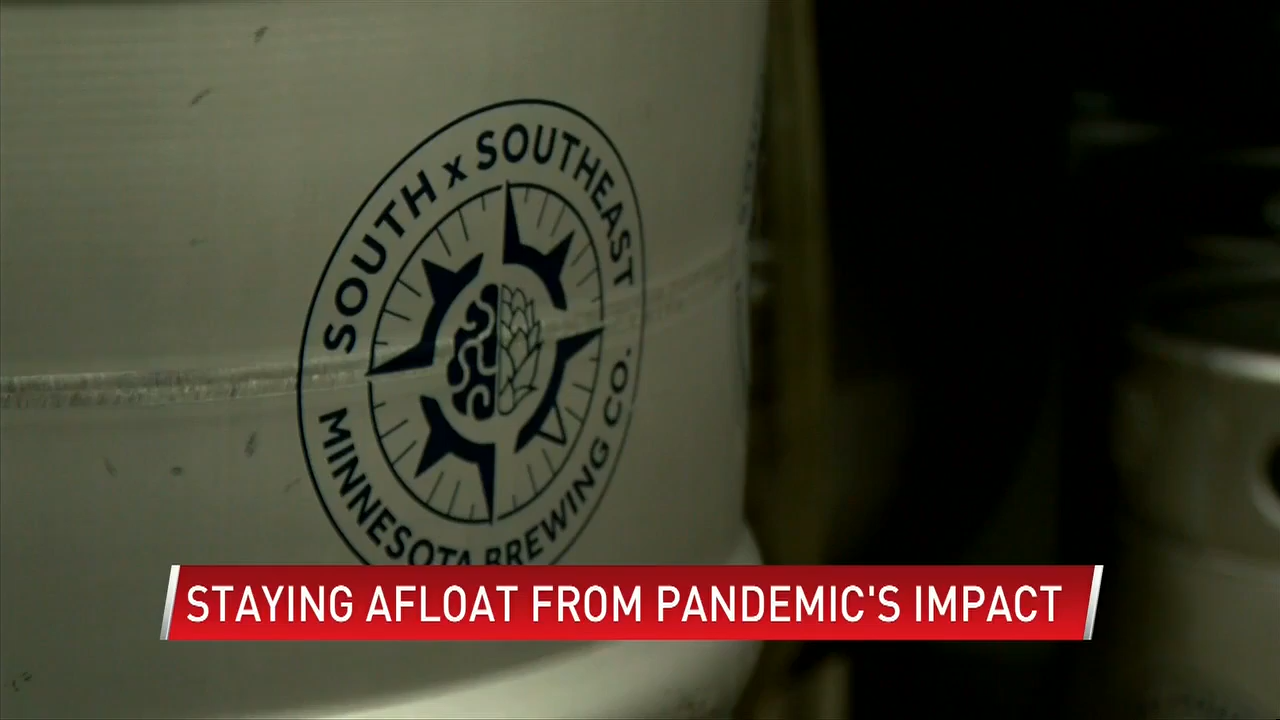 SOUTH x SOUTHEAST
MINNESOTA BREWING CO.
STAYING AFLOAT FROM PANDEMIC'S IMPACT